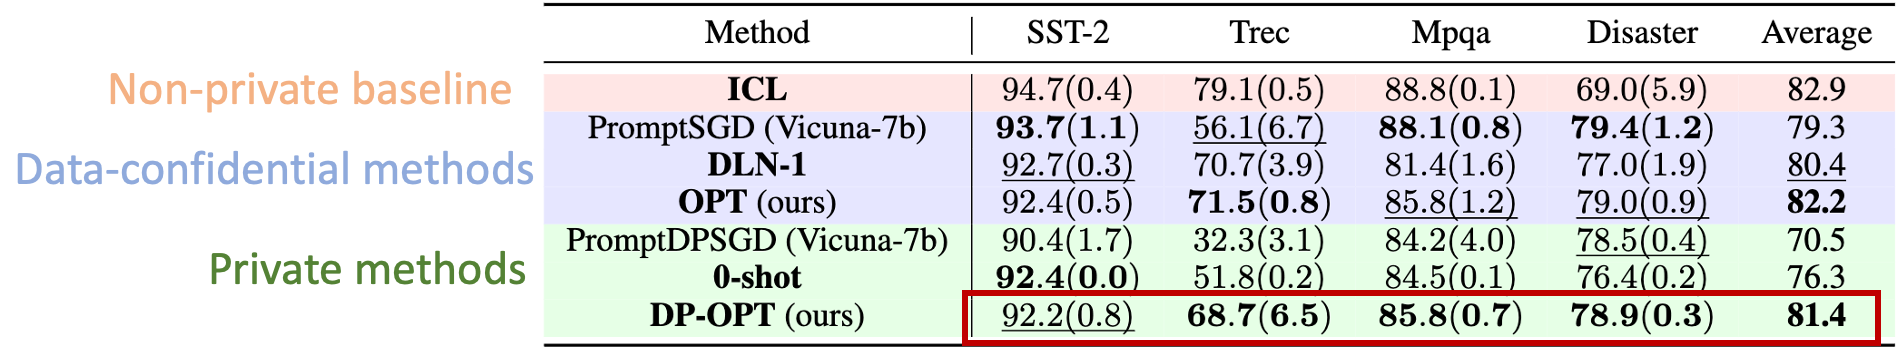 Method SST-2 Trec Mpqa Disaster Average
Non-private baseline ICL 94.7(0.4) 79.1(0.5) 88.8(0.1) 69.0(5.9) 82.9
PromptSGD (Vicuna-7b) 93.7(1.1) 56.1(6.7) 88.1(0.8) 79.4(1.2) 79.3
Data-confidential methods DLN-1 92.7(0.3) 70.7(3.9) 81.4(1.6) 77.0(1.9) 80.4
OPT (ours) 92.4(0.5) 71.5(0.8) 85.8(1.2) 79.0(0.9) 82.2
PromptDPSGD (Vicuna-7b) 90.4(1.7) 32.3(3.1) 84.2(4.0) 78.5(0.4) 70.5
Private methods 0-shot 92.4(0.0) 51.8(0.2) 84.5(0.1) 76.4(0.2) 76.3
DP-OPT (ours) 92.2(0.8) 68.7(6.5) 85.8(0.7) 78.9(0.3) 81.4